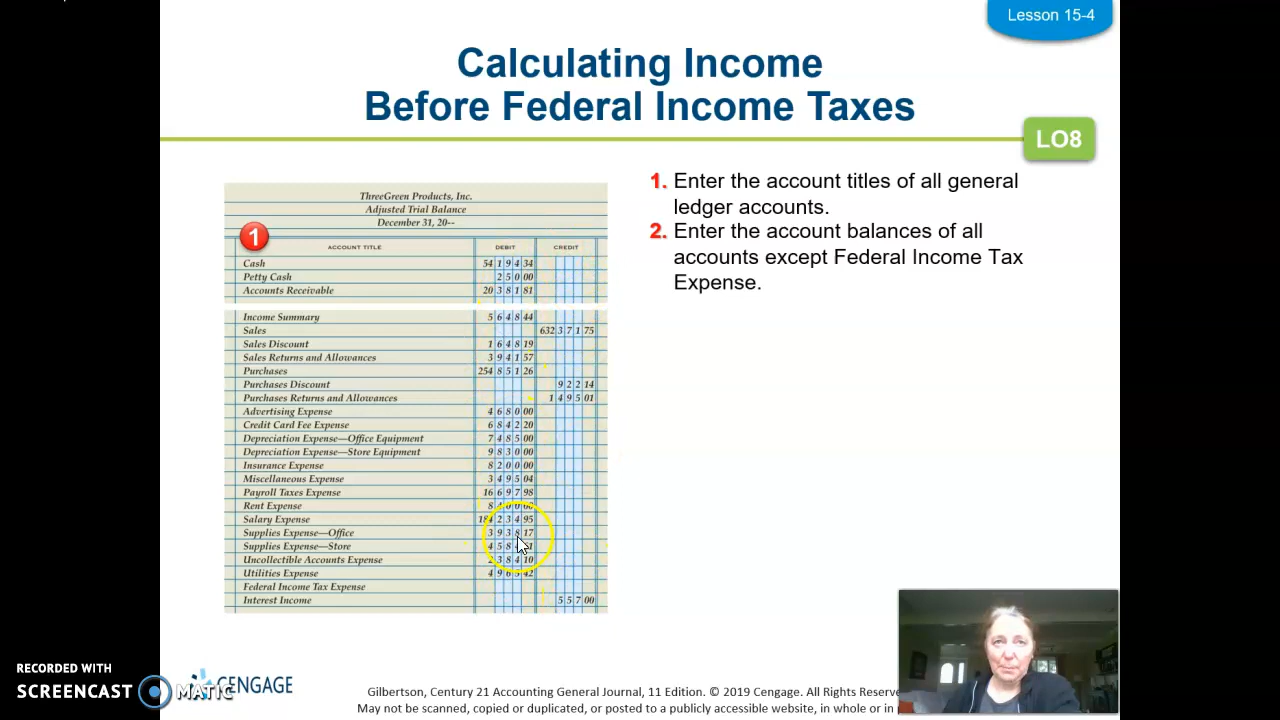 Lesson 15-4
Calculating Income
Before Federal Income Taxes
LO8
ThreeGreen Products, Inc.
Adjusted Trial Balance
December 31, 20--
1
ACCOUNT TITLE DEBIT CREDIT
Cash 54 1 9 4 34
Petty Cash 2 5 0 00
Accounts Receivable 20 3 8 1 81
Income Summary 5 6 4 8 44
Sales 632 3 7 1 75
Sales Discount 1 6 4 8 19
Sales Returns and Allowances 3 9 4 1 57
Purchases 254 8 5 1 26
Purchases Discount 9 2 2 14
Purchases Returns and Allowances 1 4 9 5 01
Advertising Expense 4 6 8 0 00
Credit Card Fee Expense 6 8 4 2 20
Depreciation Expense—Office Equipment 7 4 8 5 00
Depreciation Expense—Store Equipment 9 8 3 0 00
Insurance Expense 8 2 0 0 00
Miscellaneous Expense 3 4 9 5 04
Payroll Taxes Expense 16 6 9 7 98
Rent Expense
Salary Expense 184 2 3 4 95
Supplies Expense—Office 3 9 3 8 17
Supplies Expense—Store
Uncollectible Accounts Expense
Utilities Expense
Federal Income Tax Expense
Interest Income 5 5 7 00
1. Enter the account titles of all general
ledger accounts.
2. Enter the account balances of all
accounts except Federal Income Tax
Expense.
RECORDED WITH
SCREENCAST MATIC
CENGAGE
Gilbertson, Century 21 Accounting General Journal, 11 Edition. © 2019 Cengage. All Rights
May not be scanned, copied or duplicated, or posted to a publicly accessible website, in whole or in